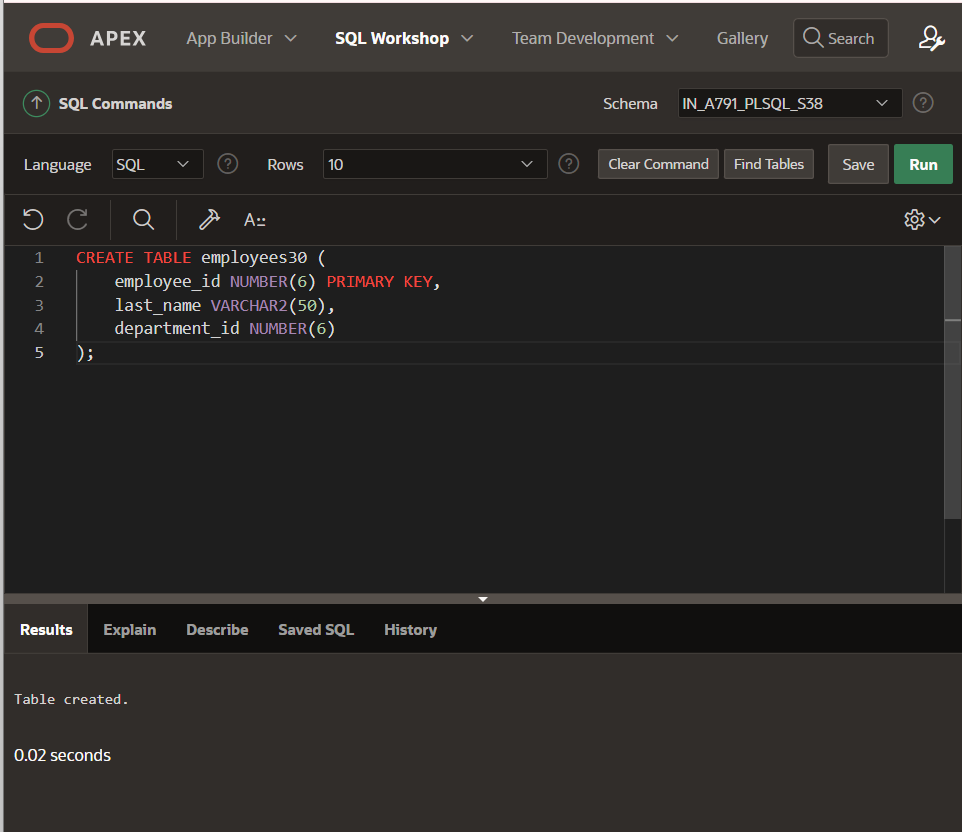 APEX App Builder SQL Workshop Team Development Gallery Search
SQL Commands Schema IN_A791_PLSQL_S38 ?
Language SQL ? Rows 10 ? Clear Command Find Tables Save Run
A::
1 CREATE TABLE employees30 (
2 employee_id NUMBER(6) PRIMARY KEY,
3 last_name VARCHAR2(50),
4 department_id NUMBER(6)
5 );
Results Explain Describe Saved SQL History
Table created.
0.02 seconds